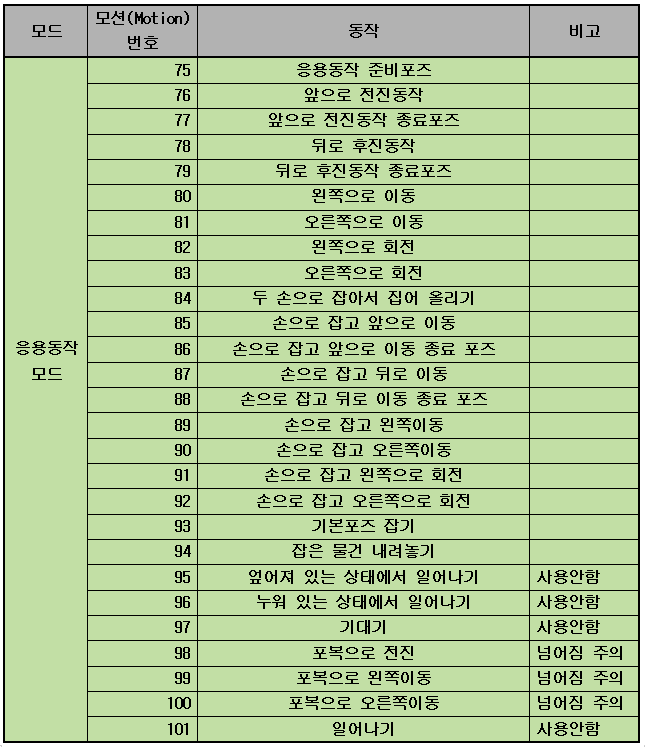 모드 모션(Motion) 번호 동작 비고
응용동작 모드
75 응용동작 준비포즈
76 앞으로 전진동작
77 앞으로 전진동작 종료포즈
78 뒤로 후진동작
79 뒤로 후진동작 종료포즈
80 왼쪽으로 이동
81 오른쪽으로 이동
82 왼쪽으로 회전
83 오른쪽으로 회전
84 두 손으로 잡아서 집어 올리기
85 손으로 잡고 앞으로 이동
86 손으로 잡고 앞으로 이동 종료 포즈
87 손으로 잡고 뒤로 이동
88 손으로 잡고 뒤로 이동 종료 포즈
89 손으로 잡고 왼쪽이동
90 손으로 잡고 오른쪽이동
91 손으로 잡고 왼쪽으로 회전
92 손으로 잡고 오른쪽으로 회전
93 기본포즈 잡기
94 잡은 물건 내려놓기
95 엎어져 있는 상태에서 일어나기 사용안함
96 누워 있는 상태에서 일어나기 사용안함
97 기대기 사용안함
98 포복으로 전진 넘어짐 주의
99 포복으로 왼쪽이동 넘어짐 주의
100 포복으로 오른쪽이동 넘어짐 주의
101 일어나기 사용안함